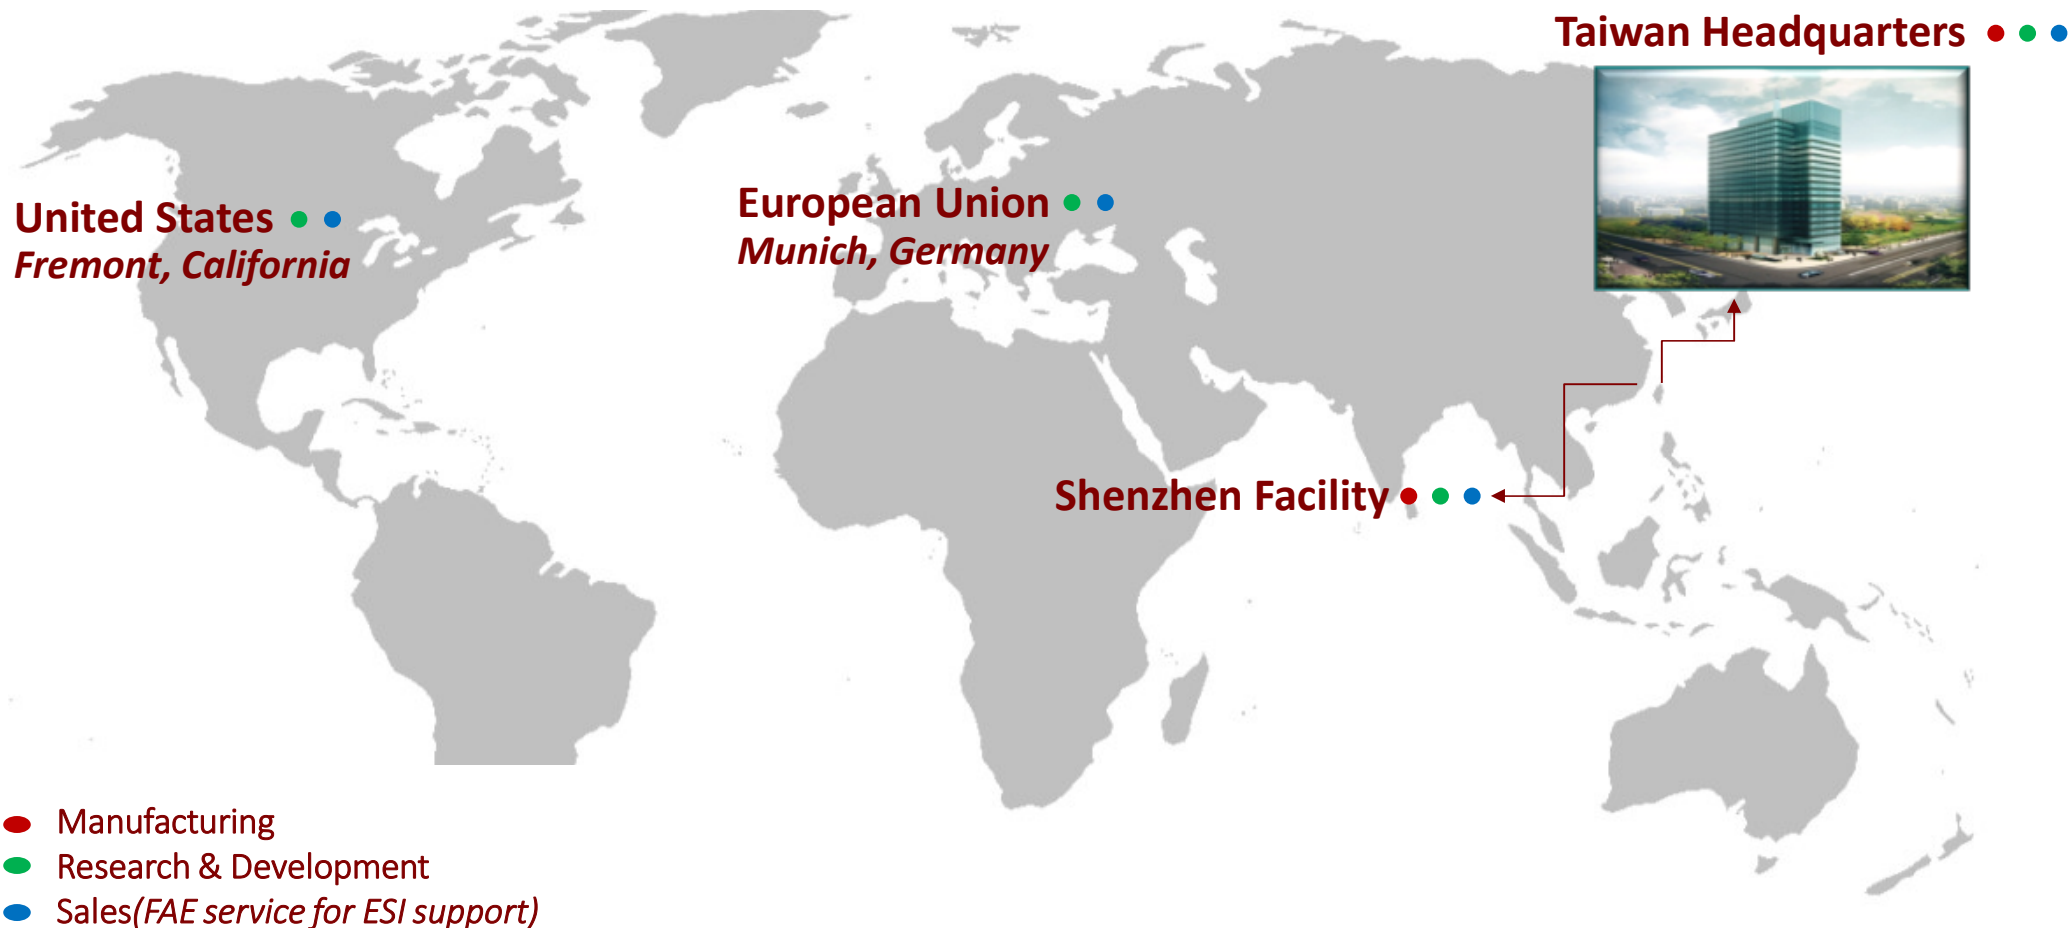 Taiwan Headquarters
United States
Fremont, California
European Union
Munich, Germany
Shenzhen Facility
Manufacturing
Research & Development
Sales(FAE service for ESI support)